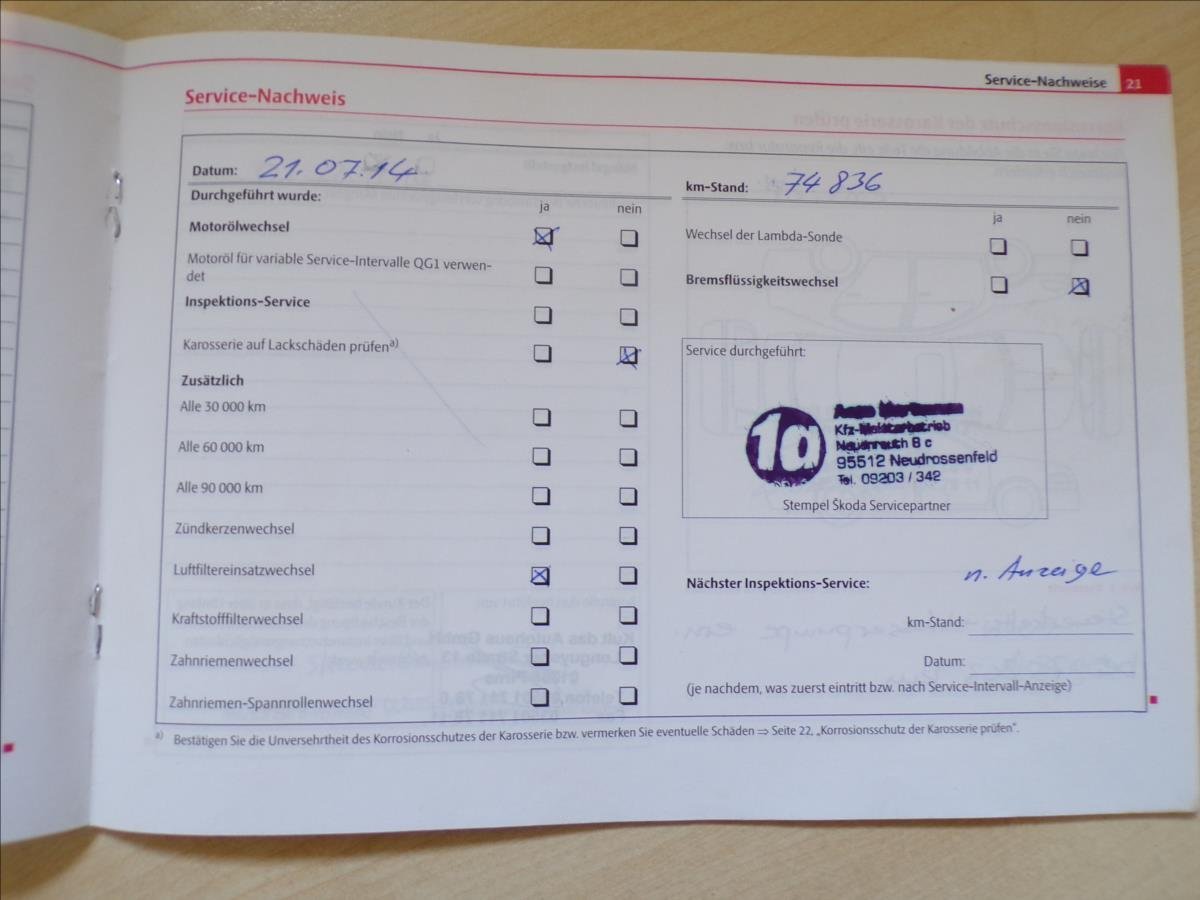 Service-Nachweise 21
Service-Nachweis
Datum: 21.07.14
Durchgeführt wurde:
ja nein
Motorölwechsel
Motoröl für variable Service-Intervalle QG1 verwen-
det
Inspektions-Service
Karosserie auf Lackschäden prüfen a)
Zusätzlich
Alle 30 000 km
Alle 60 000 km
Alle 90 000 km
Zündkerzenwechsel
Luftfiltereinsatzwechsel
Kraftstofffilterwechsel
Zahnriemenwechsel
Zahnriemen-Spannrollenwechsel
km-Stand: 74 836
ja nein
Wechsel der Lambda-Sonde
Bremsflüssigkeitswechsel
Service durchgeführt:
1a
Kfz-Meisterbetrieb
8 c
95512 Neudrossenfeld
Tel. 09203 / 342
Stempel Škoda Servicepartner
Nächster Inspektions-Service: n. Anzeige
km-Stand:
Datum:
(je nachdem, was zuerst eintritt bzw. nach Service-Intervall-Anzeige)
a) Bestätigen Sie die Unversehrtheit des Korrosionsschutzes der Karosserie bzw. vermerken Sie eventuelle Schäden ⇒ Seite 22, „Korrosionsschutz der Karosserie prüfen“.